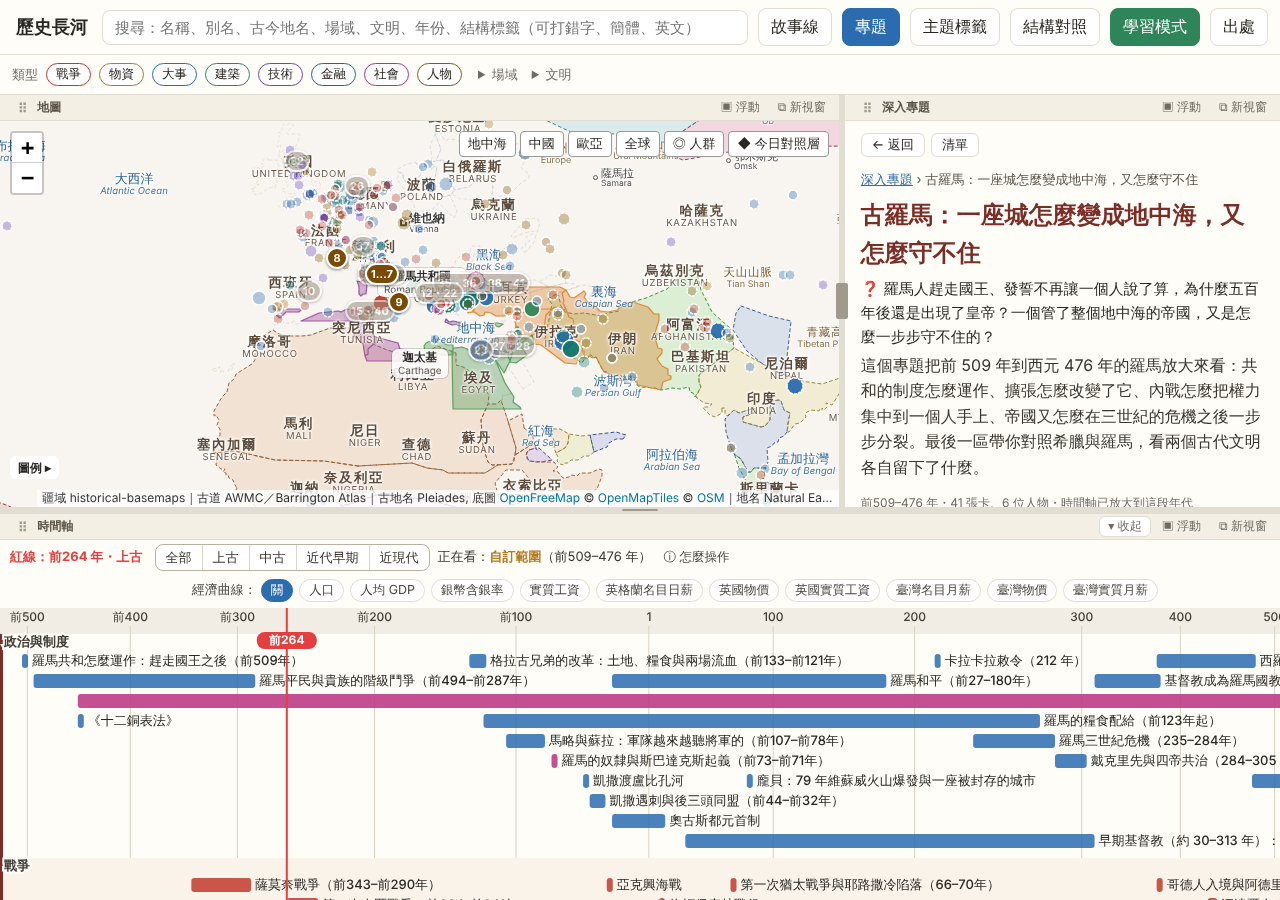 歷史長河
搜尋：名稱、別名、古今地名、場域、文明、年份、結構標籤（可打錯字、簡體、英文）
故事線
專題
主題標籤
結構對照
學習模式
出處
類型
戰爭
物資
大事
建築
技術
金融
社會
人物
▶ 場域
▶ 文明
地圖
▣ 浮動
⧉ 新視窗
地中海
中國
歐亞
全球
◎ 人群
◆ 今日對照層
+
−
ESTONIA
大西洋
Atlantic Ocean
白俄羅斯
POLAND
烏克蘭
UKRAINE
維也納
Vienna
Europe
薩馬拉
Samara
Omsk
哈薩克
KAZAKHSTAN
8
1...7
9
黑海
Black Sea
烏茲別克
UZBEKISTAN
天山山脈
Tian Shan
裏海
Caspian Sea
摩洛哥
MOROCCO
突尼西亞
TUNISIA
地中海
迦太基
Carthage
LIBYA
埃及
EGYPT
伊朗
IRAN
巴基斯坦
PAKISTAN
尼泊爾
NEPAL
波斯灣
Persian Gulf
印度
INDIA
馬利
MALI
尼日
NIGER
查德
CHAD
蘇丹
SUDAN
紅海
Red Sea
塞內加爾
SENEGAL
奈及利亞
阿拉伯海
Arabian Sea
孟加拉灣
Bay of Bengal
迦納
衣索比亞
斯里蘭卡
圖例 ▸
疆域 historical-basemaps｜古道 AWMC／Barrington Atlas｜古地名 Pleiades, 底圖 OpenFreeMap © OpenMapTiles © OSM｜地名 Natural Ea...
深入專題
▣ 浮動
⧉ 新視窗
← 返回
清單
深入專題 › 古羅馬：一座城怎麼變成地中海，又怎麼守不住
古羅馬：一座城怎麼變成地中海，又
怎麼守不住
❓ 羅馬人趕走國王、發誓不再讓一個人說了算，為什麼五百
年後還是出現了皇帝？一個管了整個地中海的帝國，又是怎
麼一步步守不住的？
這個專題把前 509 年到西元 476 年的羅馬放大來看：共
和的制度怎麼運作、擴張怎麼改變了它、內戰怎麼把權力
集中到一個人手上、帝國又怎麼在三世紀的危機之後一步
步分裂。最後一區帶你對照希臘與羅馬，看兩個古代文明
各自留下了什麼。
前509–476 年・41 張卡、6 位人物・時間軸已放大到這段年代
時間軸
▾ 收起
▣ 浮動
⧉ 新視窗
紅線：前264 年・上古
全部
上古
中古
近代早期
近現代
正在看：自訂範圍（前509–476 年）
ⓘ 怎麼操作
經濟曲線：
關
人口
人均 GDP
銀幣含銀率
實質工資
英格蘭名目日薪
英國物價
英國實質工資
臺灣名目月薪
臺灣物價
臺灣實質月薪
前500
前400
前300
前200
前100
1
100
200
300
400
前264
政治與制度
羅馬共和怎麼運作：趕走國王之後（前509年）
格拉古兄弟的改革：土地、糧食與兩場流血（前133–前121年）
卡拉卡拉敕令（212 年）
羅馬平民與貴族的階級鬥爭（前494–前287年）
羅馬和平（前27–180年）
基督教成為羅馬國教
《十二銅表法》
羅馬的糧食配給（前123年起）
馬略與蘇拉：軍隊越來越聽將軍的（前107–前78年）
羅馬三世紀危機（235–284年）
羅馬的奴隸與斯巴達克斯起義（前73–前71年）
戴克里先與四帝共治（284–305
凱撒渡盧比孔河
龐貝：79 年維蘇威火山爆發與一座被封存的城市
凱撒遇刺與後三頭同盟（前44–前32年）
奧古斯都元首制
早期基督教（約 30–313 年）：
戰爭
薩莫奈戰爭（前343–前290年）
亞克興海戰
第一次猶太戰爭與耶路撒冷陷落（66–70年）
哥德人入境與阿德里